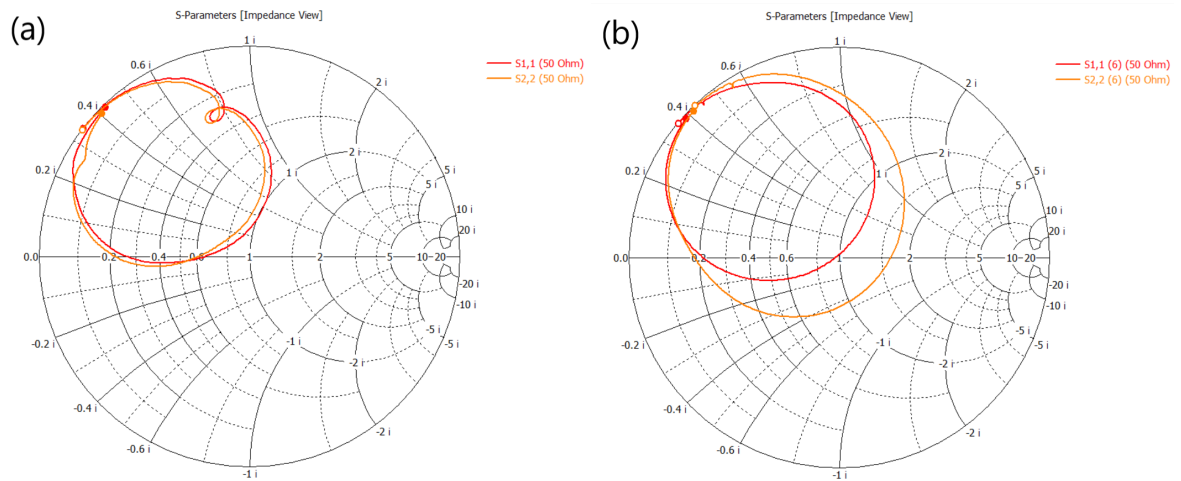 (a)
S-Parameters [Impedance View]
S1,1 (50 Ohm)
S2,2 (50 Ohm)
1 i
0.6 i
2 i
0.4 i
0.2 i
2 i
5 i
1 i
5 i
10 i
20 i
0.0
0.2
0.4
0.6
1
2
5
10
20
-20 i
-10 i
-5 i
-5 i
-1 i
-2 i
-0.2 i
-0.4 i
-2 i
-0.6 i
-1 i
(b)
S-Parameters [Impedance View]
S1,1 (6) (50 Ohm)
S2,2 (6) (50 Ohm)
1 i
0.6 i
2 i
0.4 i
0.2 i
2 i
5 i
1 i
5 i
10 i
20 i
0.0
0.2
0.4
0.6
1
2
5
10
20
-20 i
-10 i
-5 i
-5 i
-1 i
-2 i
-0.2 i
-0.4 i
-2 i
-0.6 i
-1 i